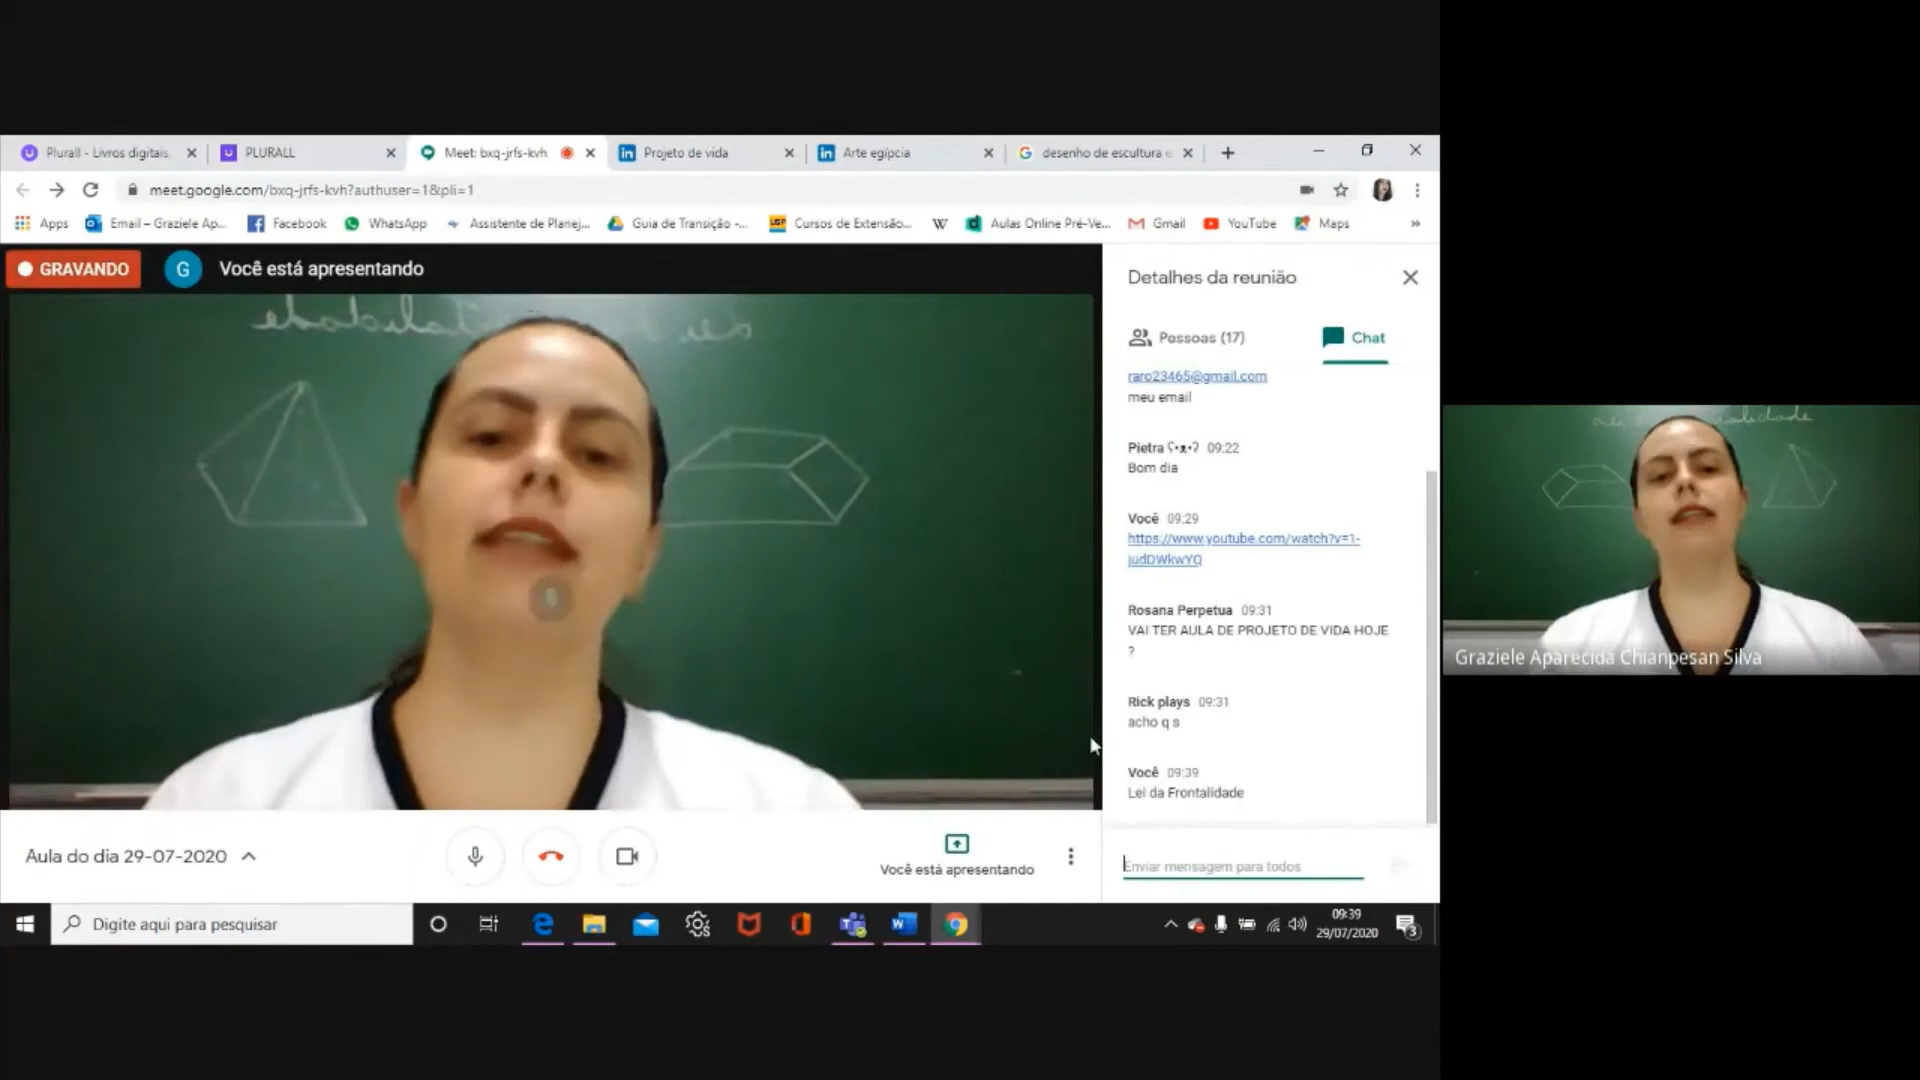 Plurall - Livros digitais
PLURALL
Meet: bxq-jrfs-kvh
Projeto de vida
Arte egípcia
desenho de escultura e
meet.google.com/bxq-jrfs-kvh?authuser=1&pli=1
Apps
Email – Graziele Ap...
Facebook
WhatsApp
Assistente de Planej...
Guia de Transição -...
Cursos de Extensão...
Aulas Online Pré-Ve...
Gmail
YouTube
Maps
»
GRAVANDO
G
Você está apresentando
Detalhes da reunião
Pessoas (17)
Chat
raro23465@gmail.com
meu email
Pietra ʕ•ᴥ•ʔ 09:22
Bom dia
Você 09:29
https://www.youtube.com/watch?v=1-
judDWkwYQ
Rosana Perpetua 09:31
VAI TER AULA DE PROJETO DE VIDA HOJE
?
Rick plays 09:31
acho q s
Você 09:39
Lei da Frontalidade
Enviar mensagem para todos
Graziele Aparecida Chianpesan Silva
Aula do dia 29-07-2020
Você está apresentando
Digite aqui para pesquisar
09:39
29/07/2020
3